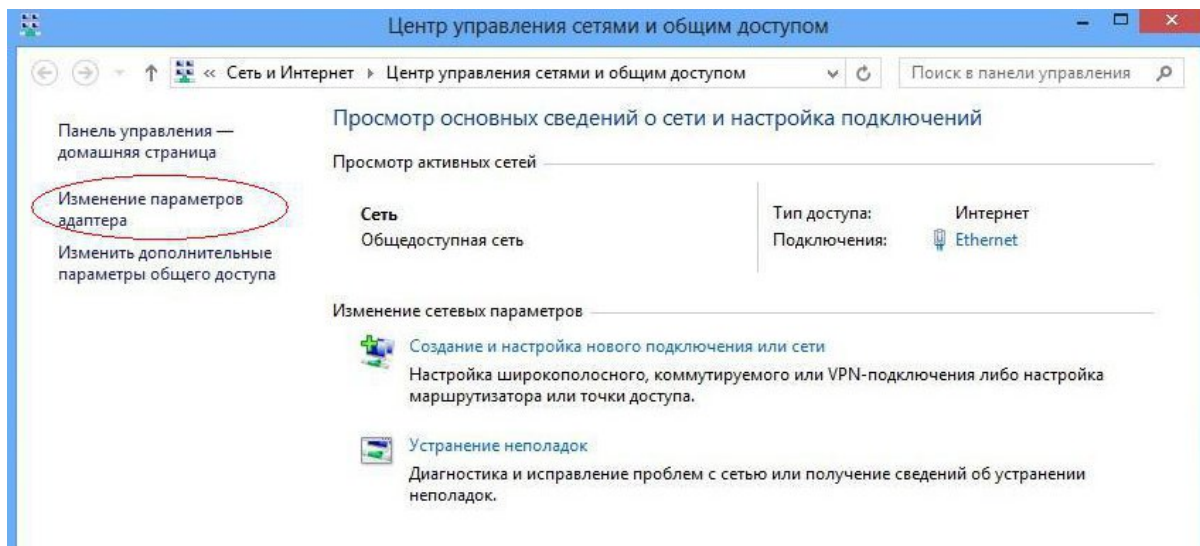 Центр управления сетями и общим доступом
« Сеть и Интернет Центр управления сетями и общим доступом Поиск в панели управления
Панель управления —
домашняя страница
Изменение параметров
адаптера
Изменить дополнительные
параметры общего доступа
Просмотр основных сведений о сети и настройка подключений
Просмотр активных сетей
Сеть
Общедоступная сеть
Тип доступа: Интернет
Подключения: Ethernet
Изменение сетевых параметров
Создание и настройка нового подключения или сети
Настройка широкополосного, коммутируемого или VPN-подключения либо настройка
маршрутизатора или точки доступа.
Устранение неполадок
Диагностика и исправление проблем с сетью или получение сведений об устранении
неполадок.